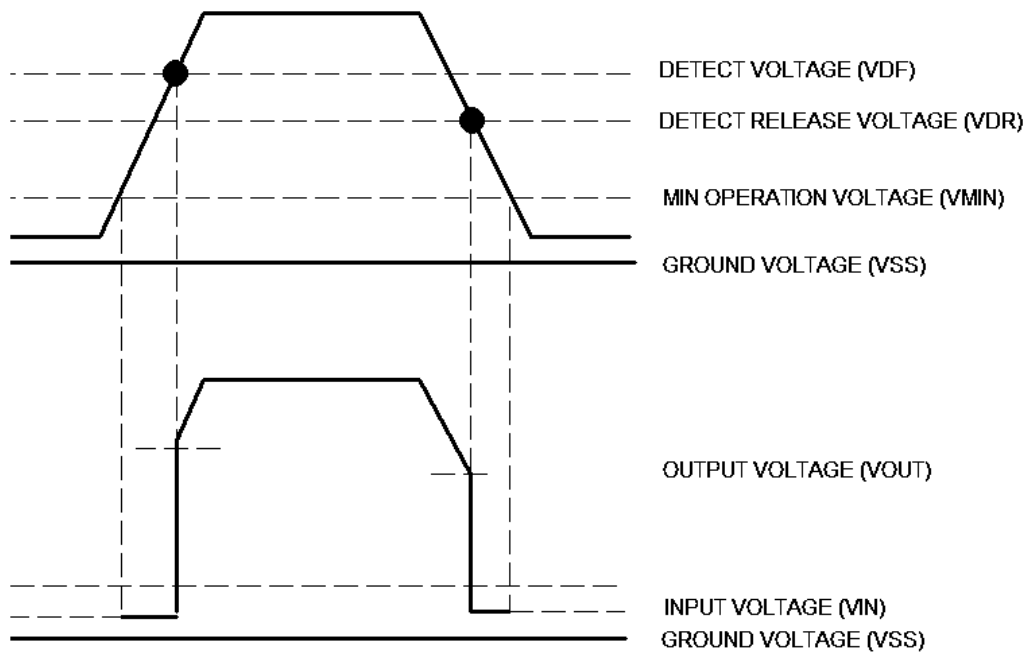 DETECT VOLTAGE (VDF)
DETECT RELEASE VOLTAGE (VDR)
MIN OPERATION VOLTAGE (VMIN)
GROUND VOLTAGE (VSS)
OUTPUT VOLTAGE (VOUT)
INPUT VOLTAGE (VIN)
GROUND VOLTAGE (VSS)